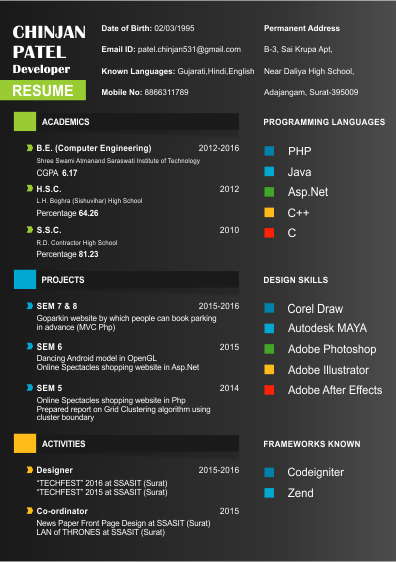 CHINJAN
PATEL
Developer
RESUME
Date of Birth: 02/03/1995
Email ID: patel.chinjan531@gmail.com
Known Languages: Gujarati,Hindi,English
Mobile No: 8866311789
Permanent Address
B-3, Sai Krupa Apt,
Near Daliya High School,
Adajangam, Surat-395009
ACADEMICS
B.E. (Computer Engineering) 2012-2016
Shree Swami Atmanand Saraswati Institute of Technology
CGPA 6.17
H.S.C. 2012
L.H. Boghra (Sishuvihar) High School
Percentage 64.26
S.S.C. 2010
R.D. Contractor High School
Percentage 81.23
PROJECTS
SEM 7 & 8 2015-2016
Goparkin website by which people can book parking
in advance (MVC Php)
SEM 6 2015
Dancing Android model in OpenGL
Online Spectacles shopping website in Asp.Net
SEM 5 2014
Online Spectacles shopping website in Php
Prepared report on Grid Clustering algorithm using
cluster boundary
ACTIVITIES
Designer 2015-2016
“TECHFEST” 2016 at SSASIT (Surat)
“TECHFEST” 2015 at SSASIT (Surat)
Co-ordinator 2015
News Paper Front Page Design at SSASIT (Surat)
LAN of THRONES at SSASIT (Surat)
PROGRAMMING LANGUAGES
PHP
Java
Asp.Net
C++
C
DESIGN SKILLS
Corel Draw
Autodesk MAYA
Adobe Photoshop
Adobe Illustrator
Adobe After Effects
FRAMEWORKS KNOWN
Codeigniter
Zend